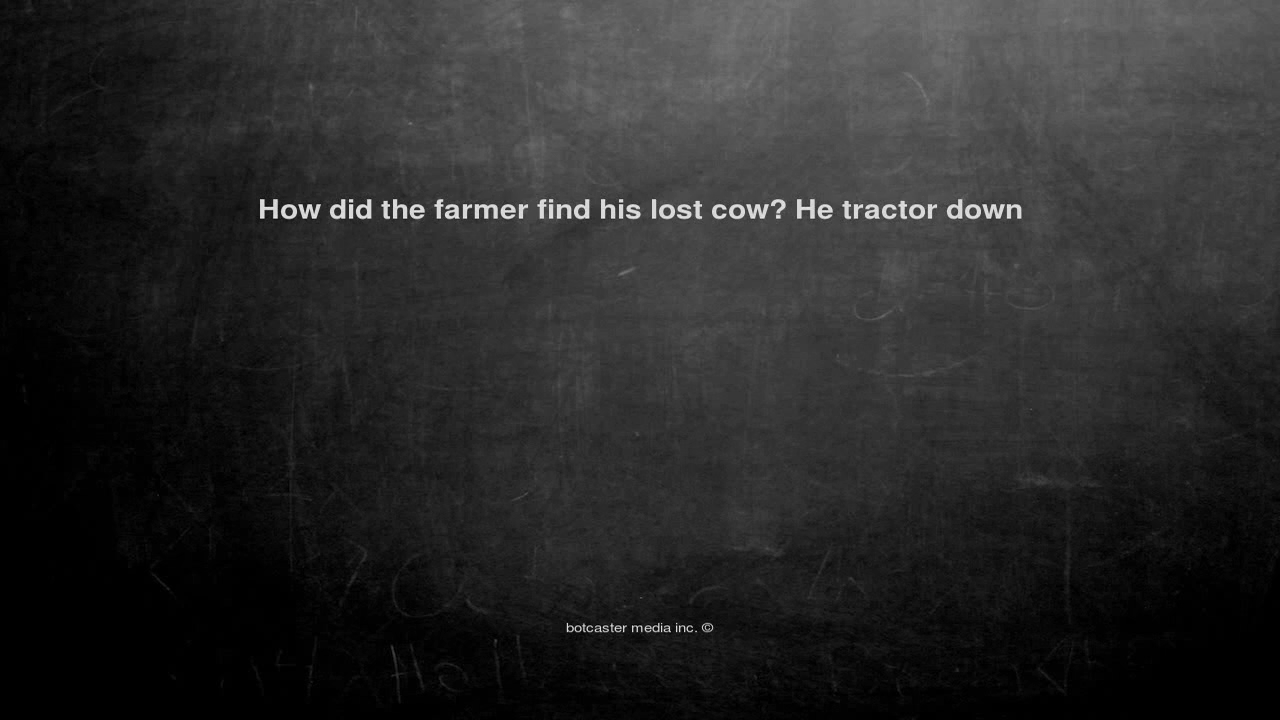 How did the farmer find his lost cow? He tractor down
botcaster media inc. ©